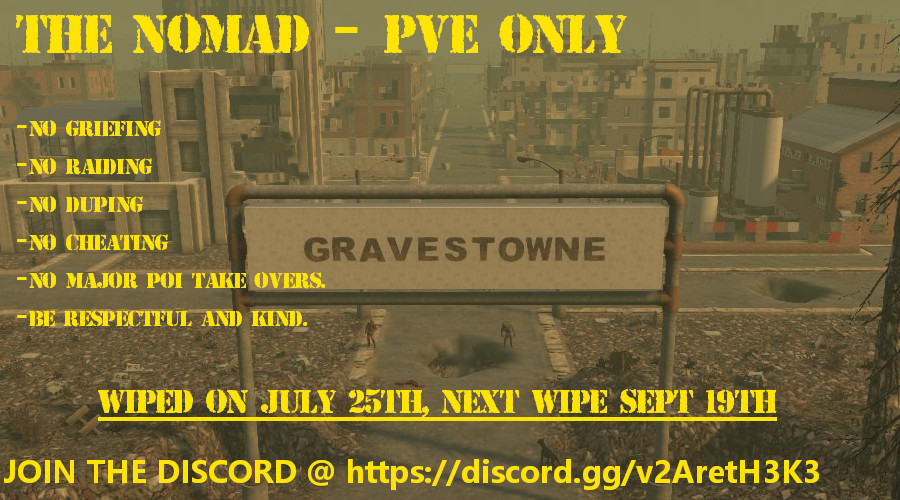 THE NOMAD - PVE ONLY
-NO GRIEFING
-NO RAIDING
-NO DUPING
-NO CHEATING
GRAVESTOWNE
-NO MAJOR POI TAKE OVERS.
-BE RESPECTFUL AND KIND.
WIPED ON JULY 25TH, NEXT WIPE SEPT 19TH
JOIN THE DISCORD @ https://discord.gg/v2AretH3K3